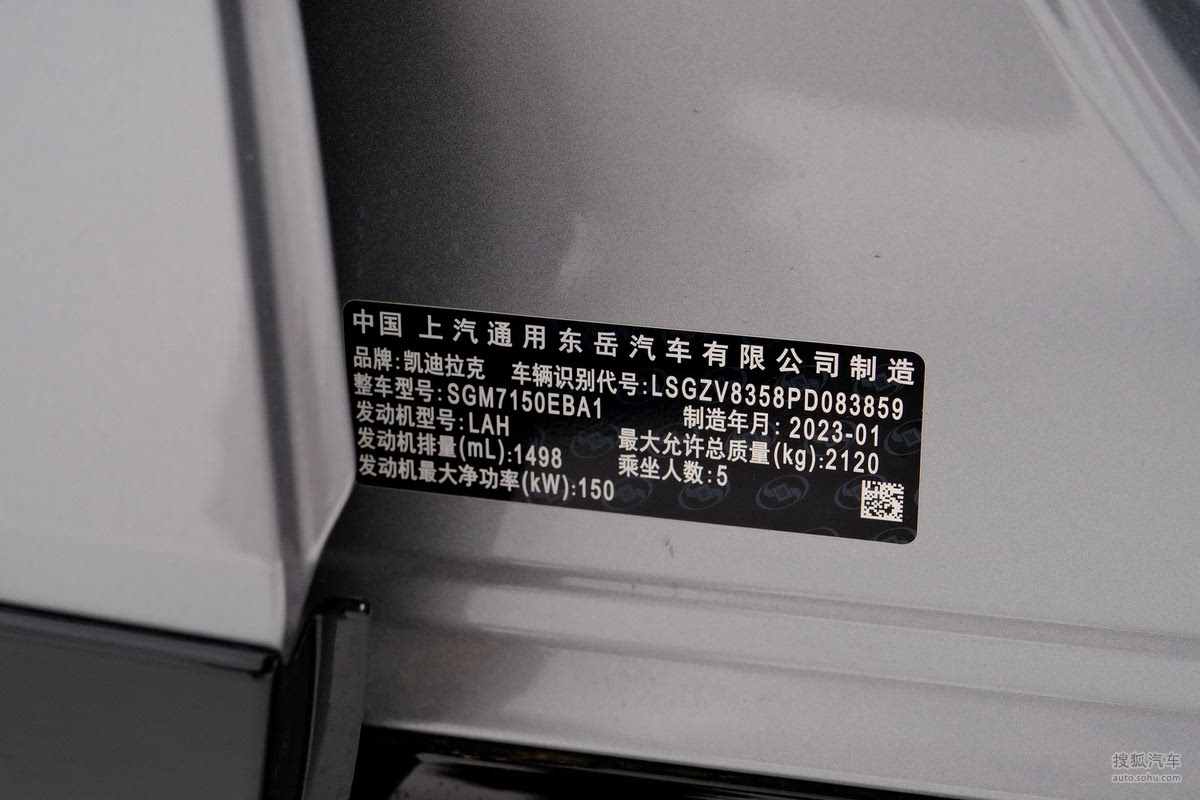 中国 上汽通用东岳汽车有限公司制造
品牌:凯迪拉克 车辆识别代号:LSGZV8358PD083859
整车型号:SGM7150EBA1 制造年月:2023-01
发动机型号:LAH 最大允许总质量(kg):2120
发动机排量(mL):1498 乘坐人数:5
发动机最大净功率(kW):150
搜狐汽车
auto.sohu.com